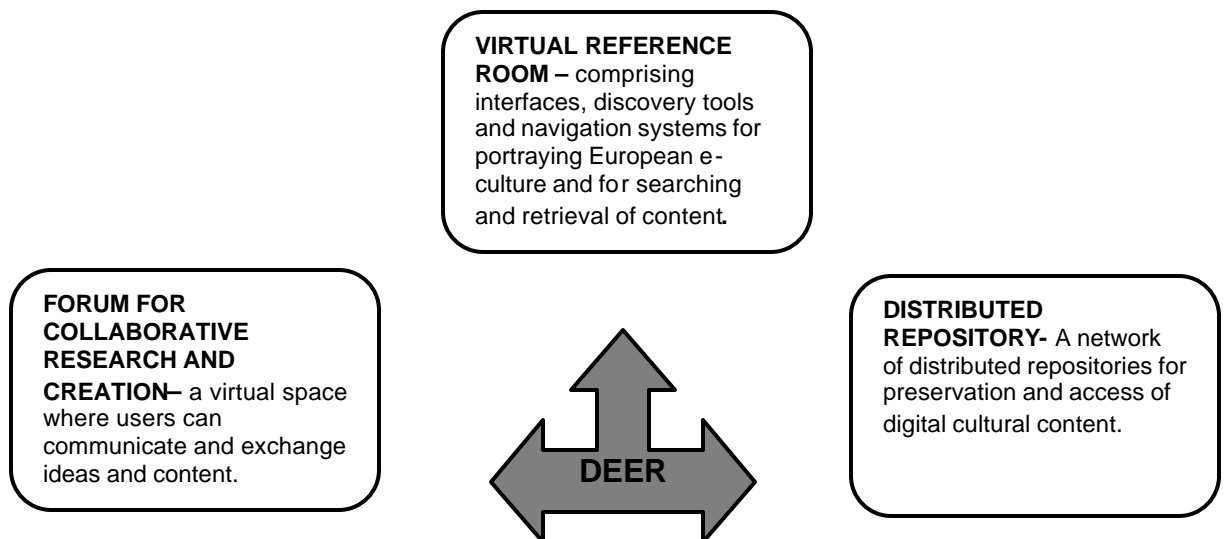 VIRTUAL REFERENCE
ROOM – comprising
interfaces, discovery tools
and navigation systems for
portraying European e-
culture and for searching
and retrieval of content.
FORUM FOR
COLLABORATIVE
RESEARCH AND
CREATION– a virtual space
where users can
communicate and exchange
ideas and content.
DISTRIBUTED
REPOSITORY- A network
of distributed repositories for
preservation and access of
digital cultural content.
DEER